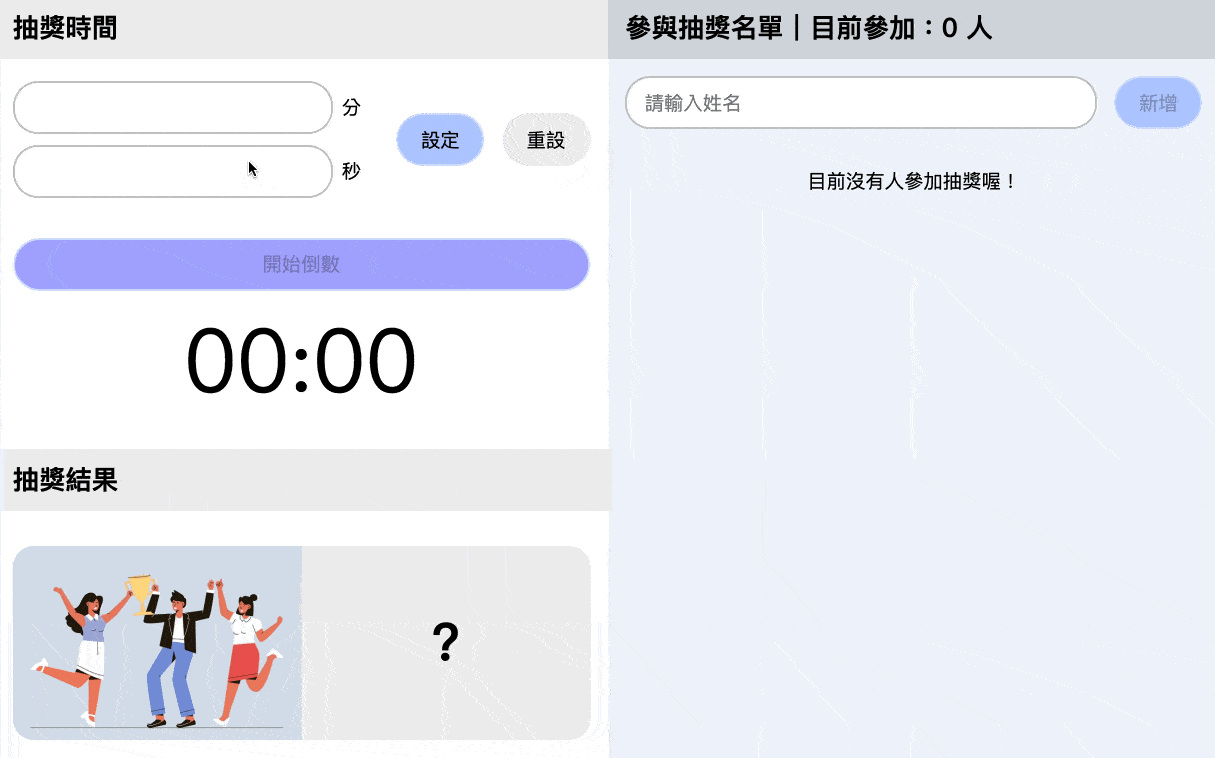 抽獎時間
分
秒
設定
重設
開始倒數
00:00
抽獎結果
?
參與抽獎名單｜目前參加：0 人
請輸入姓名
新增
目前沒有人參加抽獎喔！